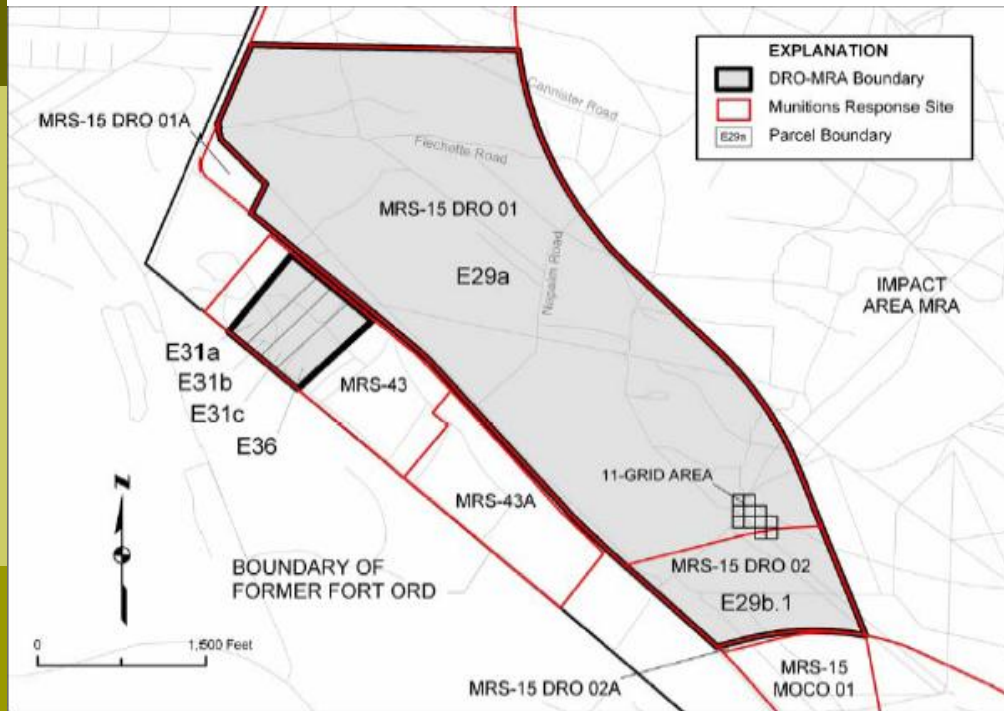 EXPLANATION
DRO-MRA Boundary
Munitions Response Site
E29a
Parcel Boundary
Cannister Road
MRS-15 DRO 01A
Flechette Road
MRS-15 DRO 01
Napalm Road
E29a
IMPACT
AREA MRA
E31a
E31b
E31c
E36
MRS-43
11-GRID AREA
MRS-43A
N
BOUNDARY OF
FORMER FORT ORD
MRS-15 DRO 02
E29b.1
0
1,500 Feet
MRS-15 DRO 02A
MRS-15
MOCO 01